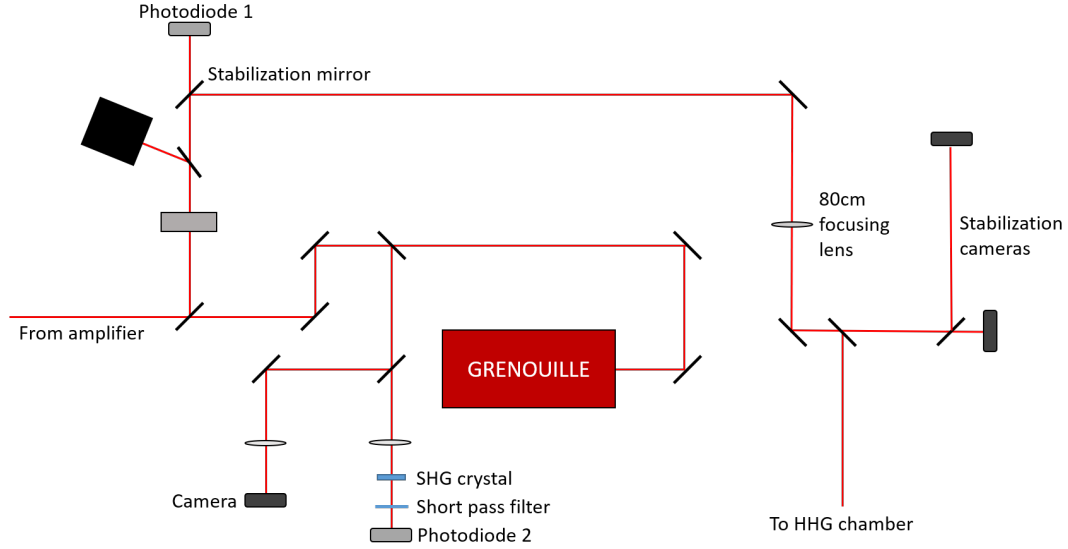 Photodiode 1
Stabilization mirror
80cm
focusing
lens
Stabilization
cameras
From amplifier
GRENOUILLE
SHG crystal
Camera
Short pass filter
Photodiode 2
To HHG chamber